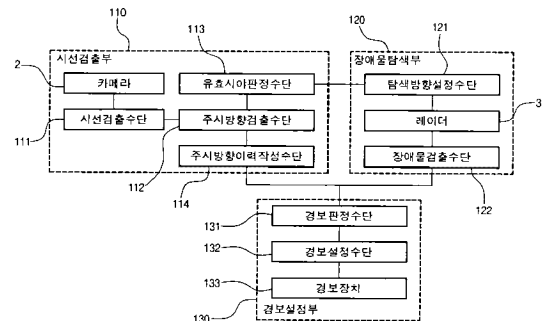 110
시선검출부
2
카메라
111
시선검출수단
113
유효시야판정수단
주시방향검출수단
112
주시방향이력작성수단
114
120
장애물탐색부
121
탐색방향설정수단
레이더
3
장애물검출수단
122
131
경보판정수단
132
경보설정수단
133
경보장치
경보설정부
130